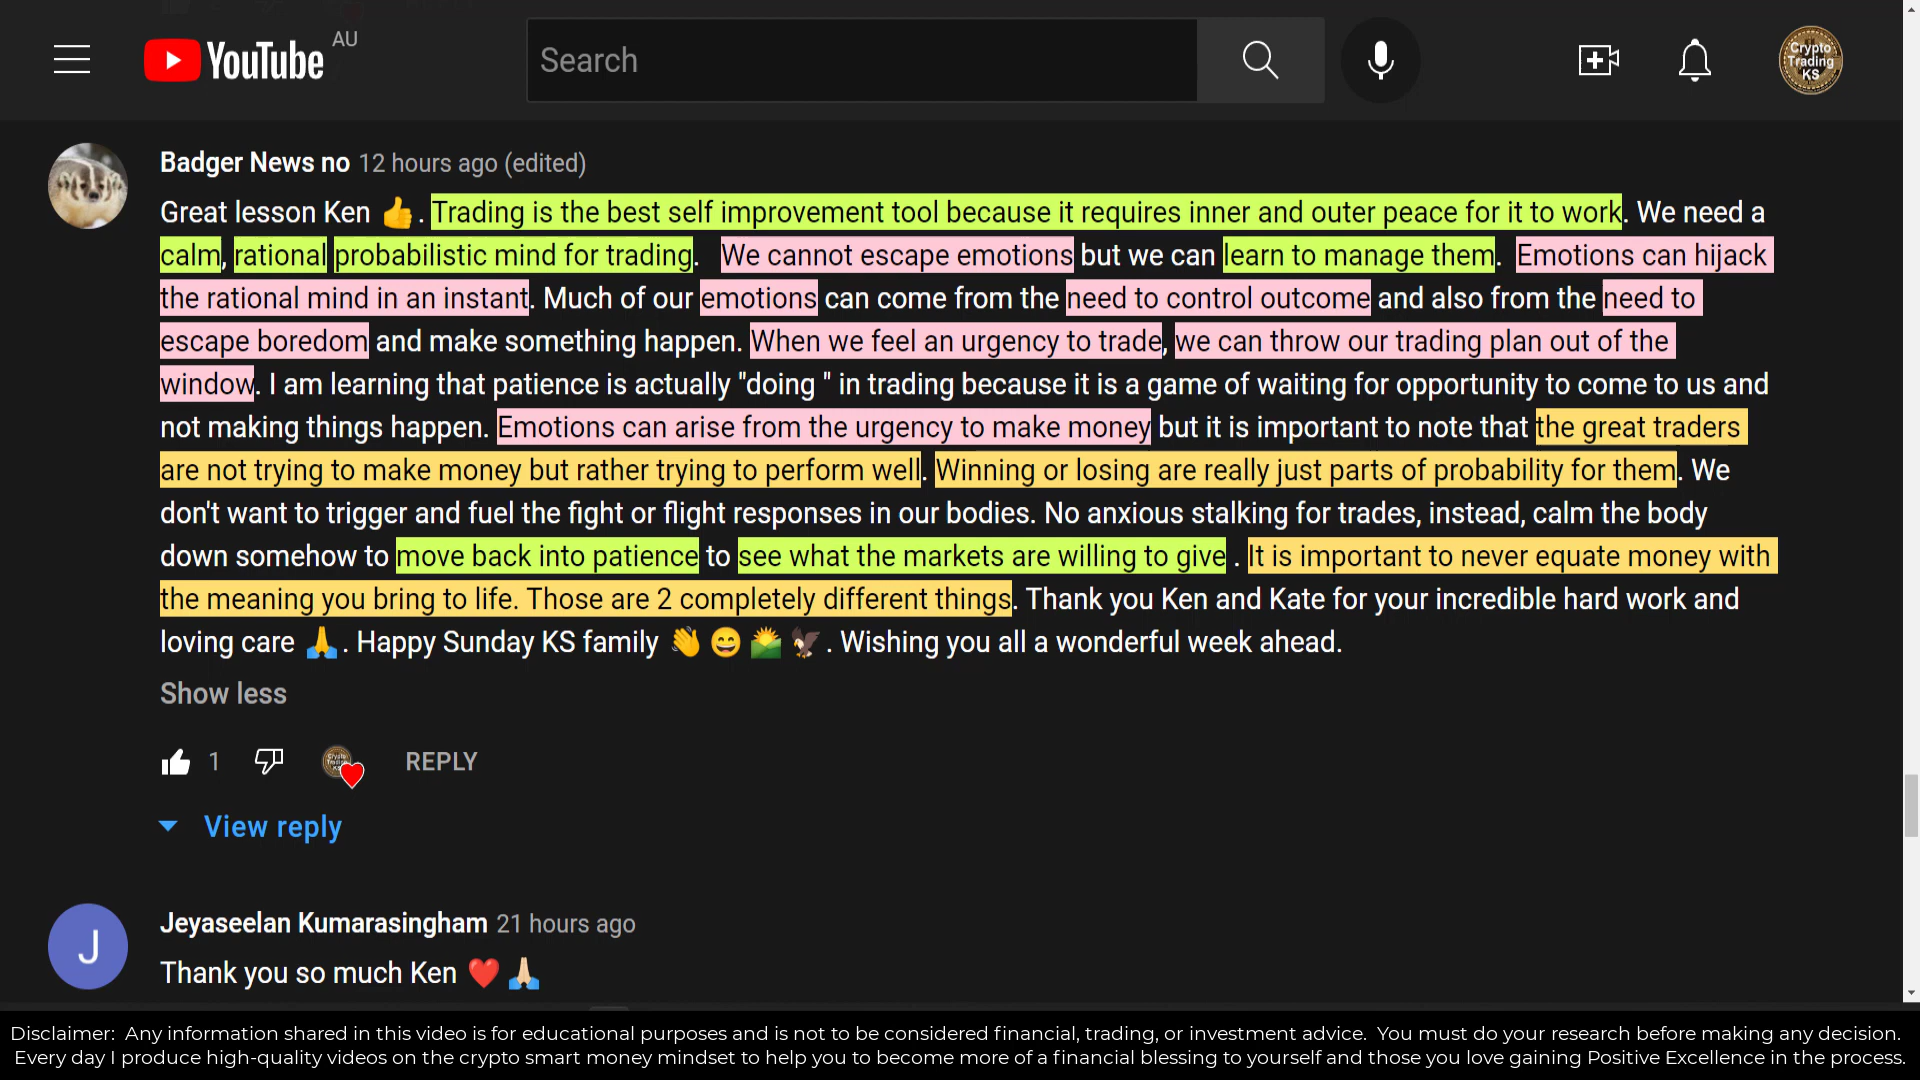 YouTube AU
Search
Crypto Trading KS
Badger News no 12 hours ago (edited)
Great lesson Ken 👍. Trading is the best self improvement tool because it requires inner and outer peace for it to work. We need a
calm, rational probabilistic mind for trading. We cannot escape emotions but we can learn to manage them. Emotions can hijack
the rational mind in an instant. Much of our emotions can come from the need to control outcome and also from the need to
escape boredom and make something happen. When we feel an urgency to trade, we can throw our trading plan out of the
window. I am learning that patience is actually "doing " in trading because it is a game of waiting for opportunity to come to us and
not making things happen. Emotions can arise from the urgency to make money but it is important to note that the great traders
are not trying to make money but rather trying to perform well. Winning or losing are really just parts of probability for them. We
don't want to trigger and fuel the fight or flight responses in our bodies. No anxious stalking for trades, instead, calm the body
down somehow to move back into patience to see what the markets are willing to give . It is important to never equate money with
the meaning you bring to life. Those are 2 completely different things. Thank you Ken and Kate for your incredible hard work and
loving care 🙏. Happy Sunday KS family 👋 😄 🌄 🦅 . Wishing you all a wonderful week ahead.
Show less
1 REPLY
View reply
J
Jeyaseelan Kumarasingham 21 hours ago
Thank you so much Ken ❤️ 🙏🏻
Disclaimer: Any information shared in this video is for educational purposes and is not to be considered financial, trading, or investment advice. You must do your research before making any decision.
Every day I produce high-quality videos on the crypto smart money mindset to help you to become more of a financial blessing to yourself and those you love gaining Positive Excellence in the process.